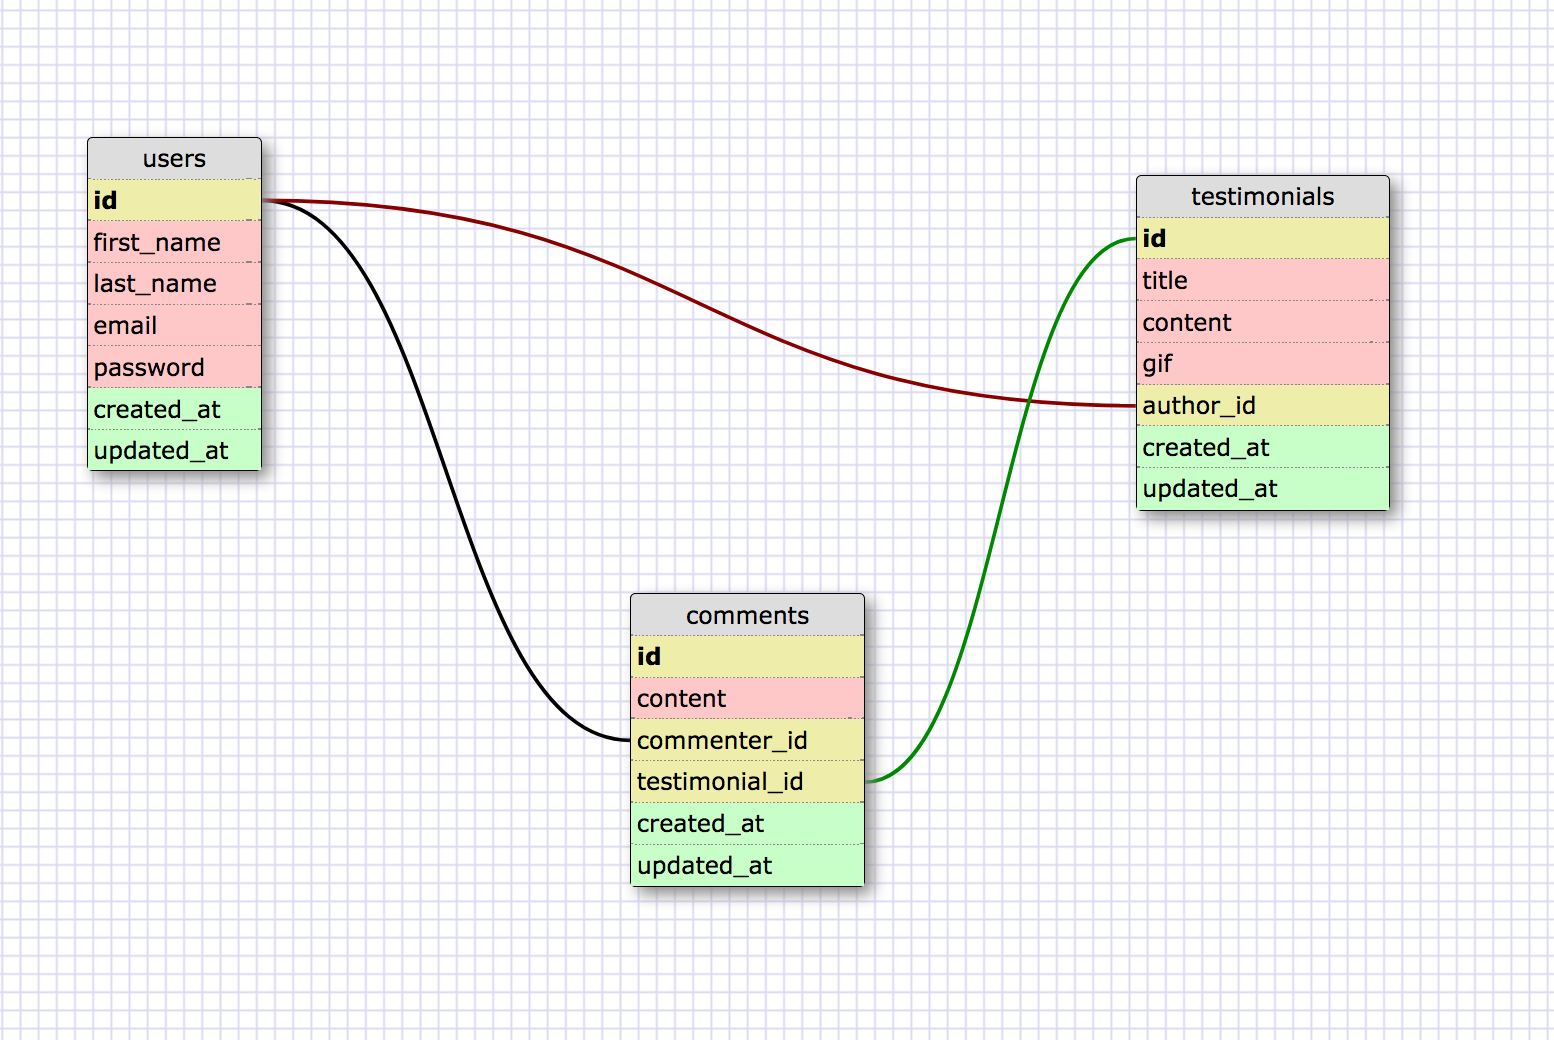 users
id
first_name
last_name
email
password
created_at
updated_at
testimonials
id
title
content
gif
author_id
created_at
updated_at
comments
id
content
commenter_id
testimonial_id
created_at
updated_at